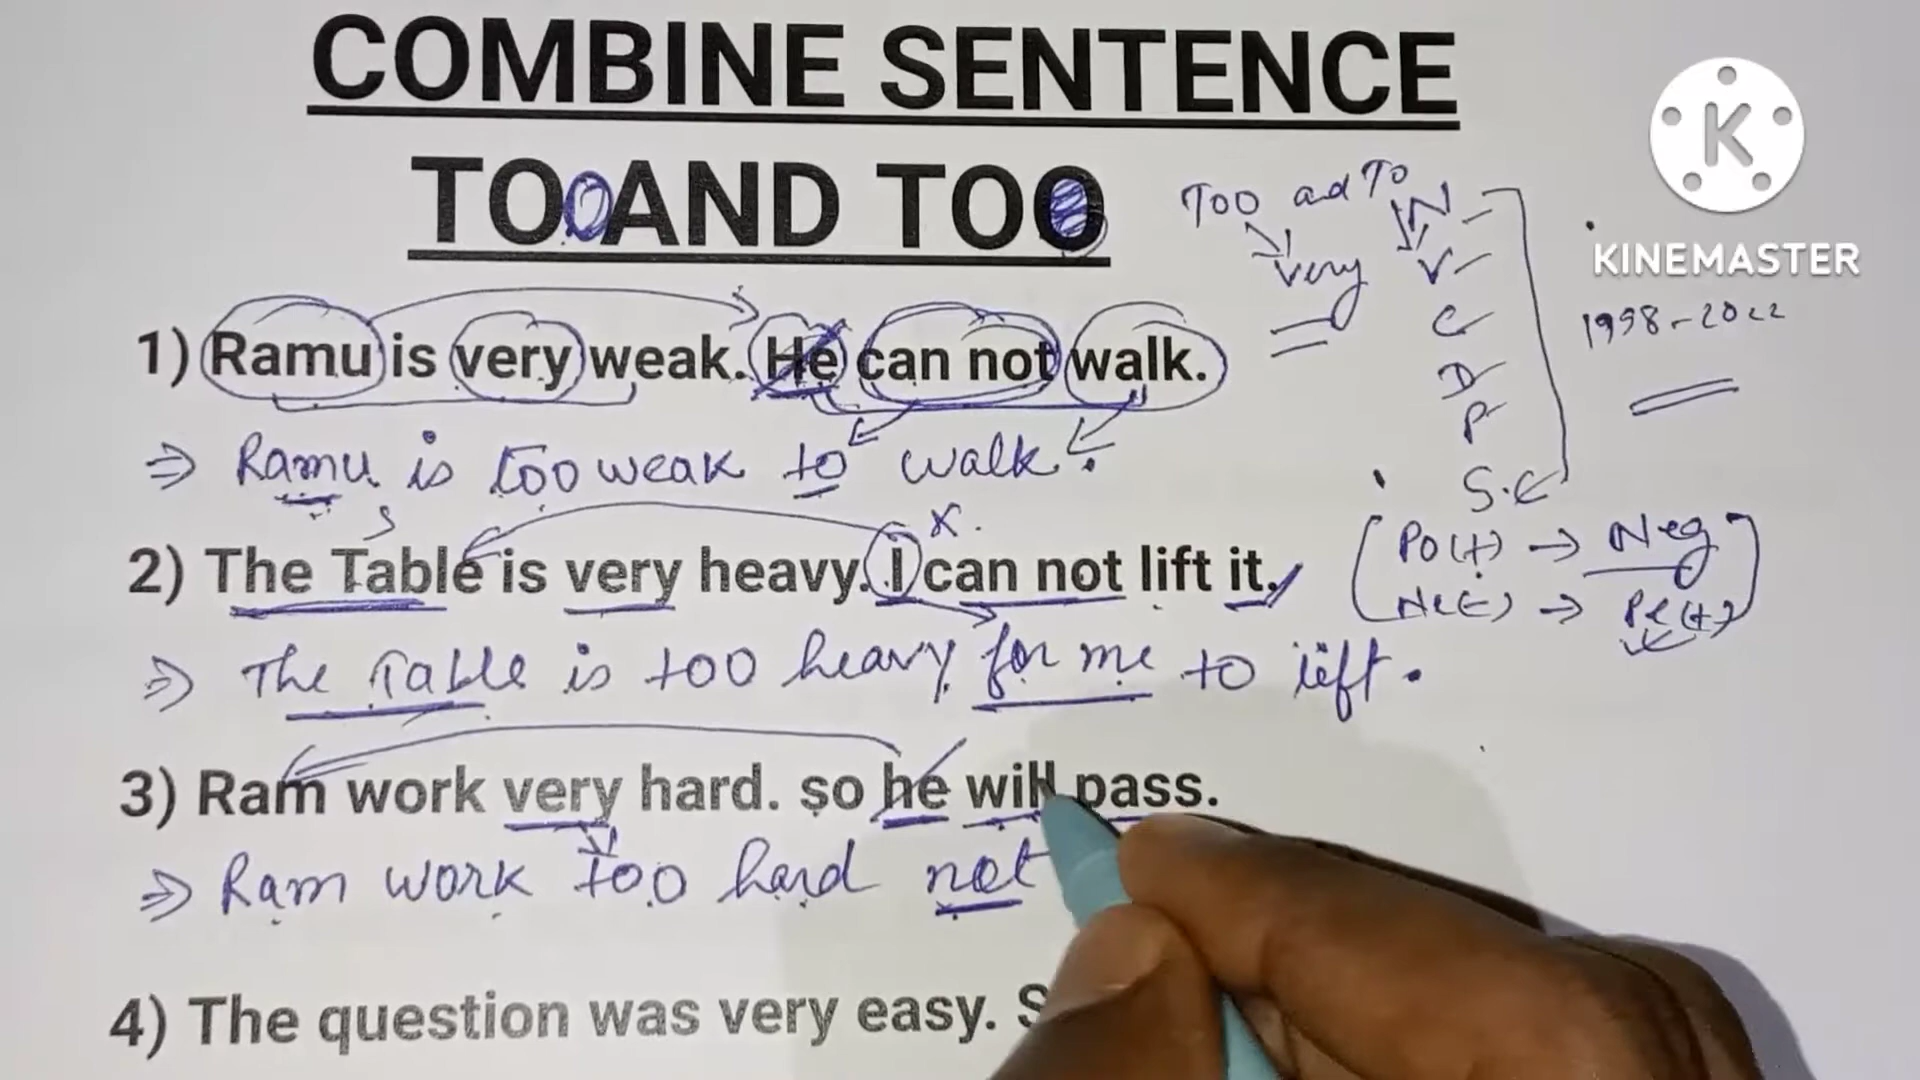 COMBINE SENTENCE
TO AND TOO
Too and To
very
N
V
C
D
P
S.C
K
KINEMASTER
1998-2022
1) Ramu is very weak. He can not walk.
⇒ Ramu is too weak to walk.
S
x.
2) The Table is very heavy. I can not lift it.
⇒ The Table is too heavy for me to lift.
Po(+) → Neg
Ne(-) → Po(+)
3) Ram work very hard. so he will pass.
⇒ Ram work too hard not
4) The question was very easy. S